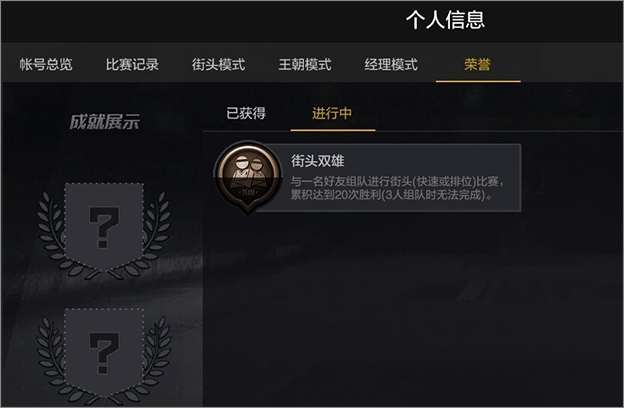 个人信息
帐号总览 比赛记录 街头模式 王朝模式 经理模式 荣誉
成就展示
已获得 进行中
街头双雄
与一名好友组队进行街头(快速或排位)比赛，
累积达到20次胜利(3人组队时无法完成)。
TEAM
?
?